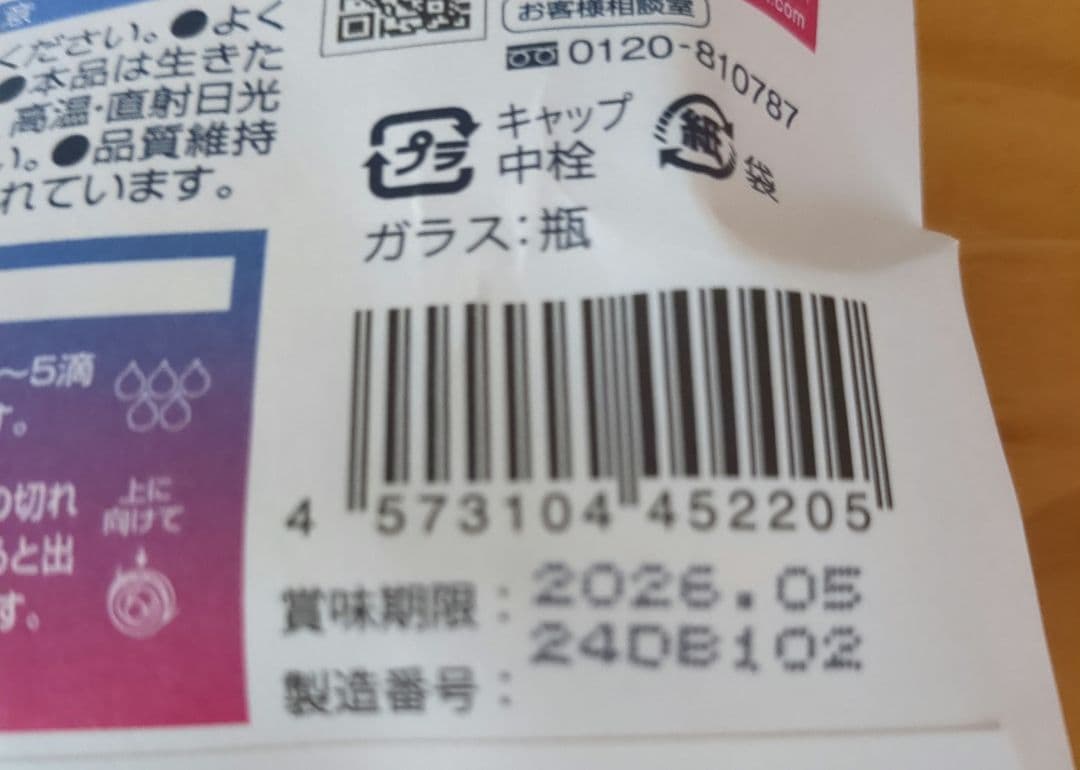 ください。●よく
●本品は生きた
高温・直射日光
い。●品質維持
れています。
お客様相談室
.com
0120-810787
プラ
キャップ
中栓
紙
袋
ガラス:瓶
～5滴
す。
の切れ
ると出
す。
上に
向けて
4 573104 452205
賞味期限:2026.05
24DB102
製造番号: